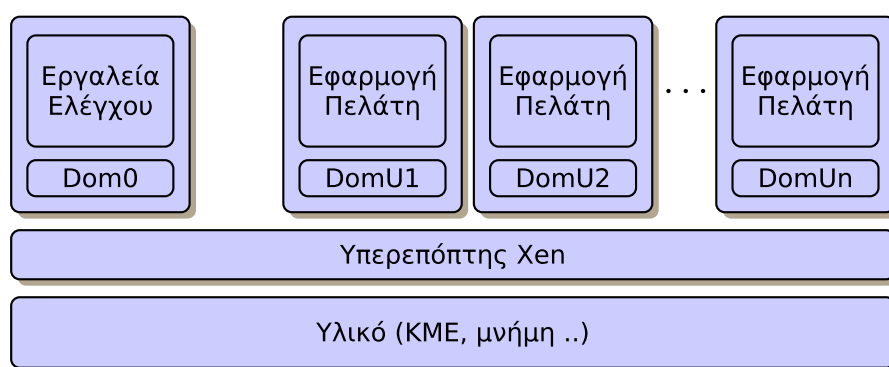 Εργαλεία
Ελέγχου
Dom0
Εφαρμογή
Πελάτη
DomU1
Εφαρμογή
Πελάτη
DomU2
. . .
Εφαρμογή
Πελάτη
DomUn
Υπερεπόπτης Xen
Υλικό (ΚΜΕ, μνήμη ..)